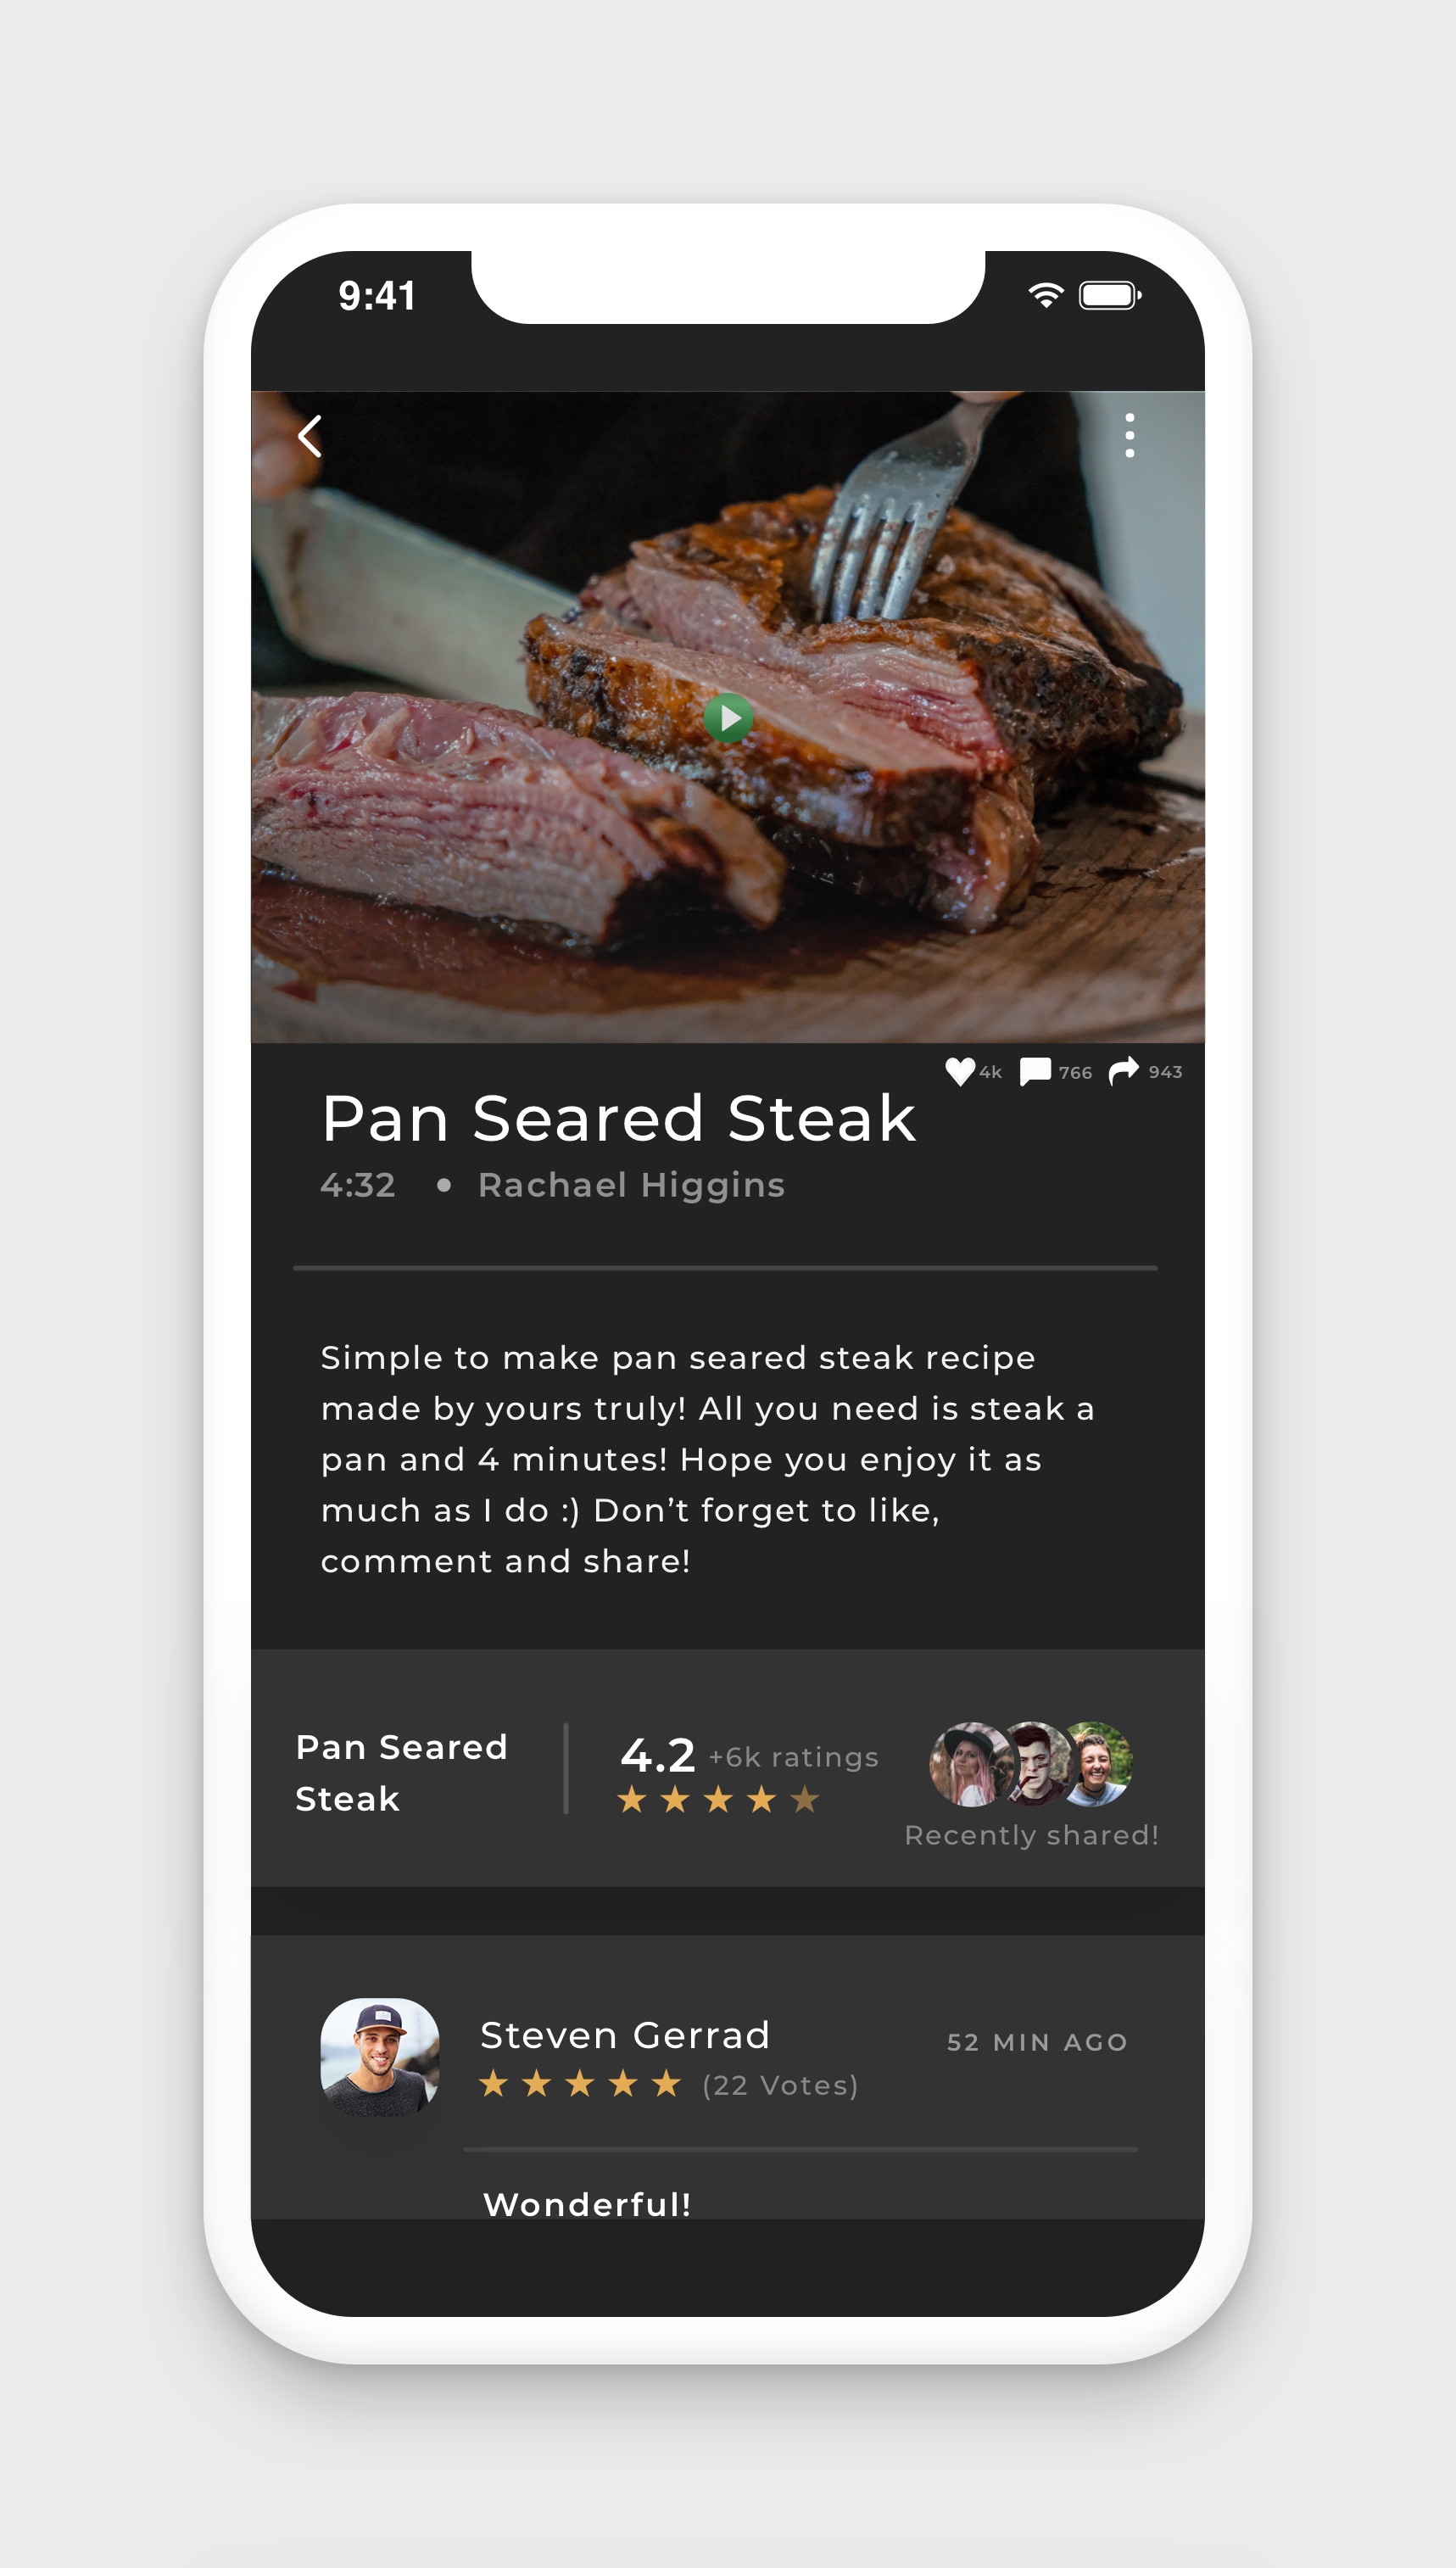 9:41
4k 766 943
Pan Seared Steak
4:32 • Rachael Higgins
Simple to make pan seared steak recipe
made by yours truly! All you need is steak a
pan and 4 minutes! Hope you enjoy it as
much as I do :) Don’t forget to like,
comment and share!
Pan Seared
Steak
4.2 +6k ratings
Recently shared!
Steven Gerrad
52 MIN AGO
(22 Votes)
Wonderful!